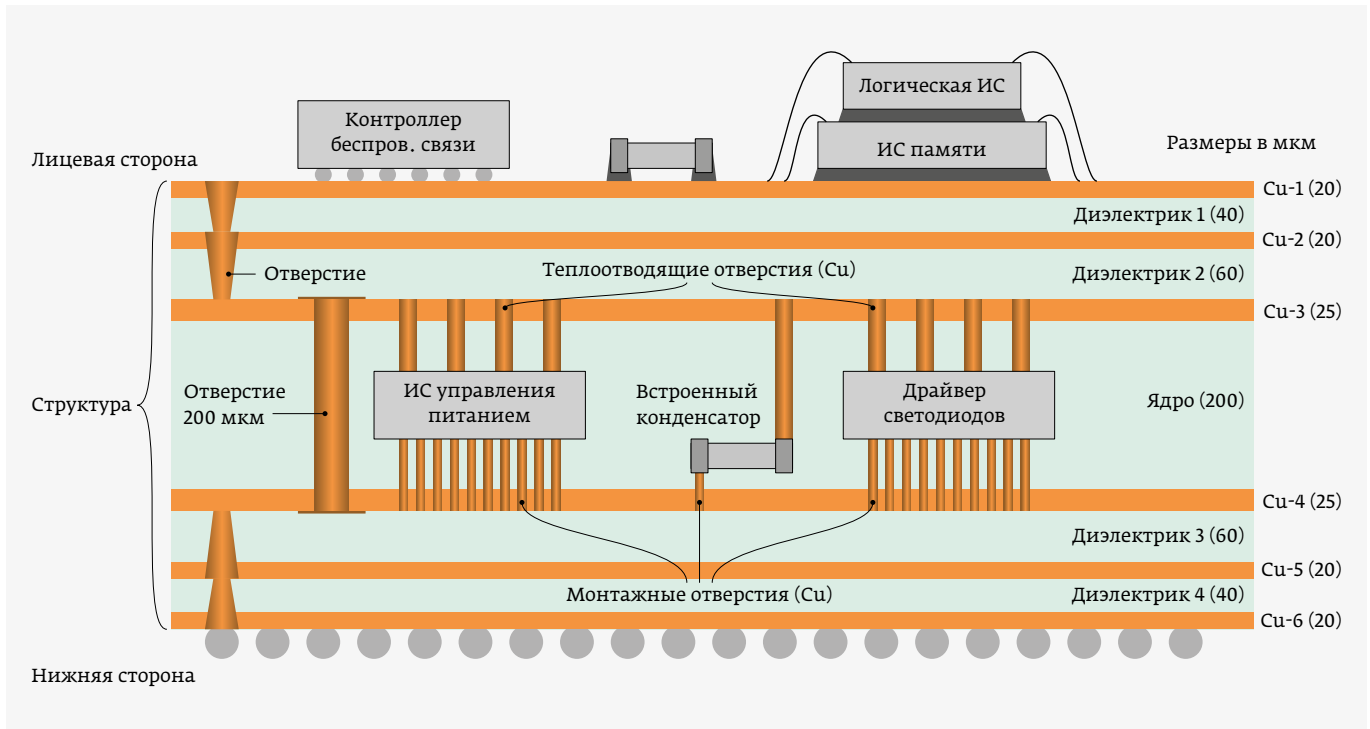 Логическая ИС
Контроллер
беспров. связи
ИС памяти
Размеры в мкм
Лицевая сторона
Cu-1 (20)
Диэлектрик 1 (40)
Cu-2 (20)
Отверстие
Теплоотводящие отверстия (Cu)
Диэлектрик 2 (60)
Cu-3 (25)
Структура
Отверстие
200 мкм
ИС управления
питанием
Встроенный
конденсатор
Драйвер
светодиодов
Ядро (200)
Cu-4 (25)
Диэлектрик 3 (60)
Cu-5 (20)
Монтажные отверстия (Cu)
Диэлектрик 4 (40)
Cu-6 (20)
Нижняя сторона